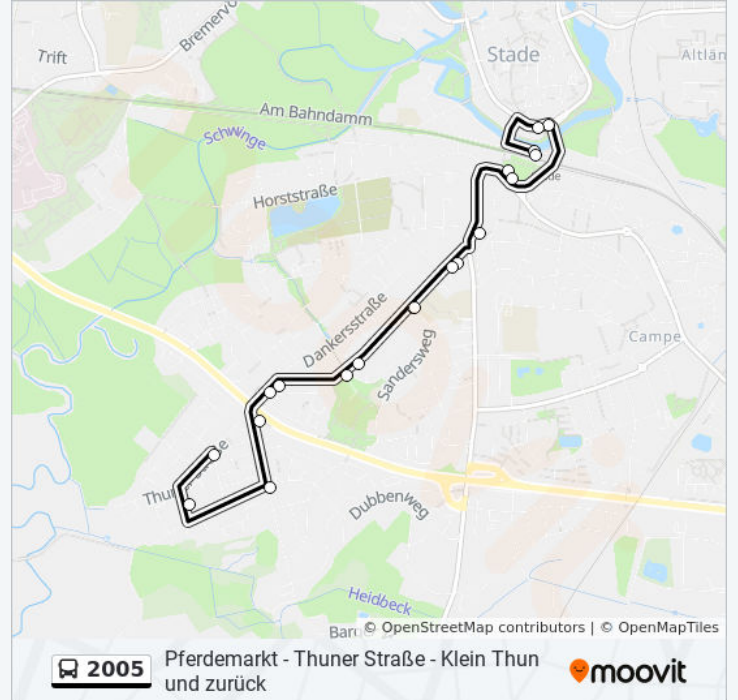 Bremervö
Stade
Trift
Altlän
Am Bahndamm
Schwinge
Horststraße
Dankersstraße
Campe
Sandersweg
Dubbenweg
Heidbeck
© OpenStreetMap contributors | © OpenMapTiles
2005
Pferdemarkt - Thuner Straße - Klein Thun
und zurück
moovit